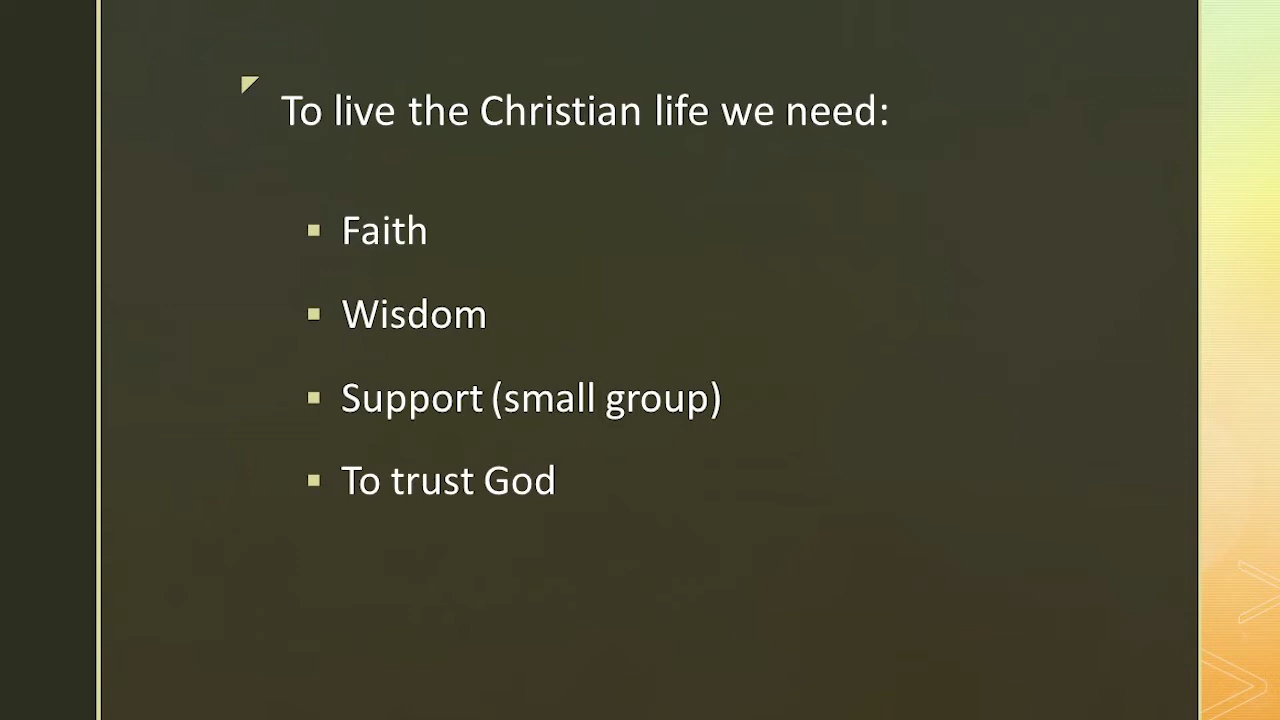 To live the Christian life we need:
Faith
Wisdom
Support (small group)
To trust God